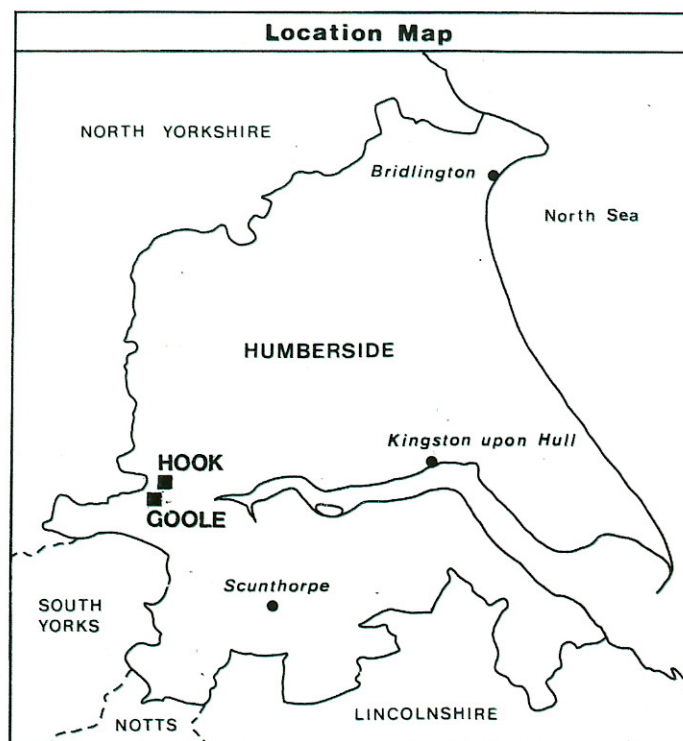 Location Map
NORTH YORKSHIRE
Bridlington
North Sea
HUMBERSIDE
Kingston upon Hull
HOOK
GOOLE
Scunthorpe
SOUTH
YORKS
NOTTS
LINCOLNSHIRE